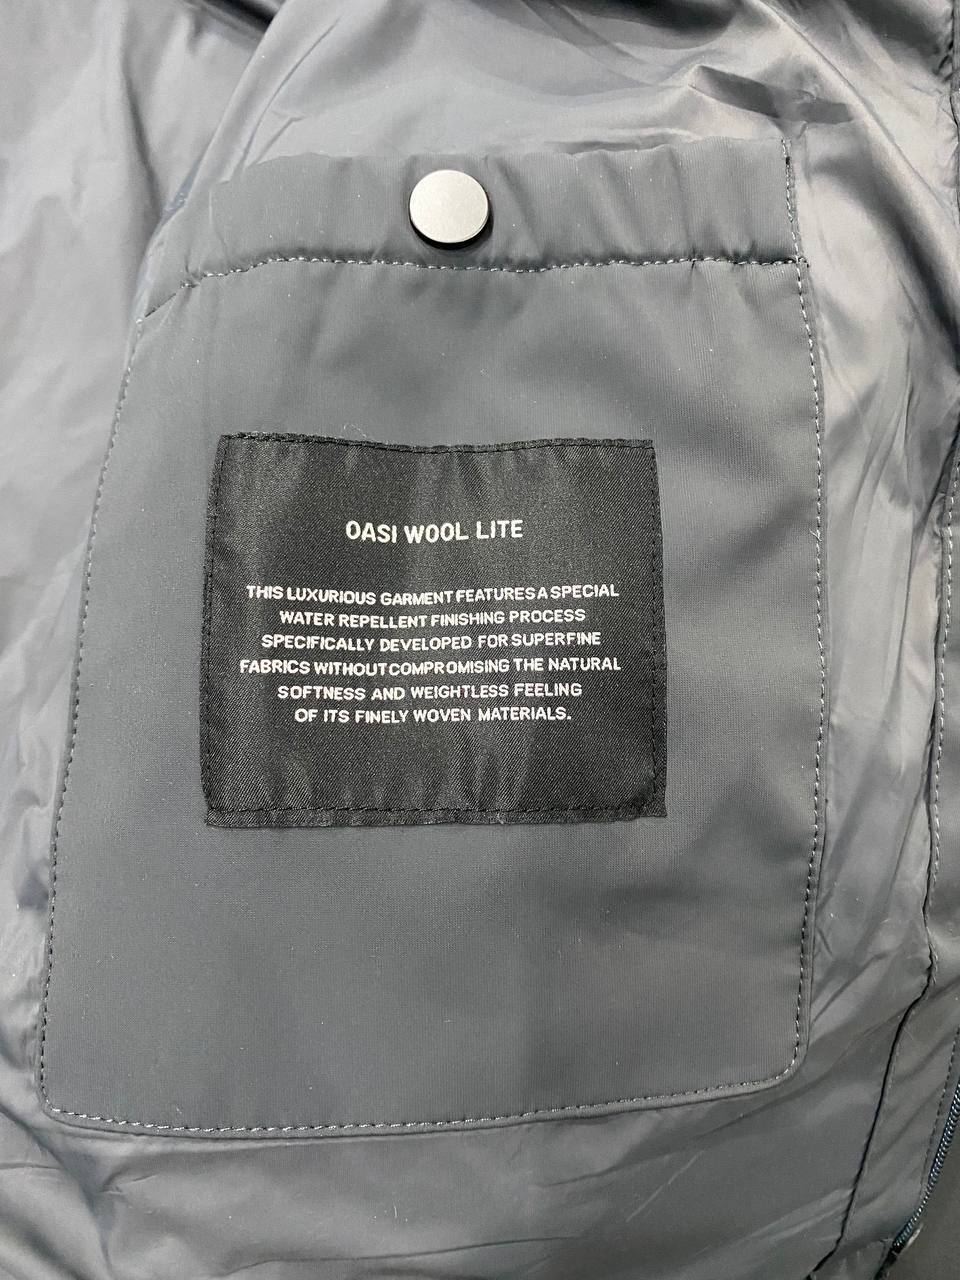 OASI WOOL LITE
THIS LUXURIOUS GARMENT FEATURES A SPECIAL
WATER REPELLENT FINISHING PROCESS
SPECIFICALLY DEVELOPED FOR SUPERFINE
FABRICS WITHOUT COMPROMISING THE NATURAL
SOFTNESS AND WEIGHTLESS FEELING
OF ITS FINELY WOVEN MATERIALS.